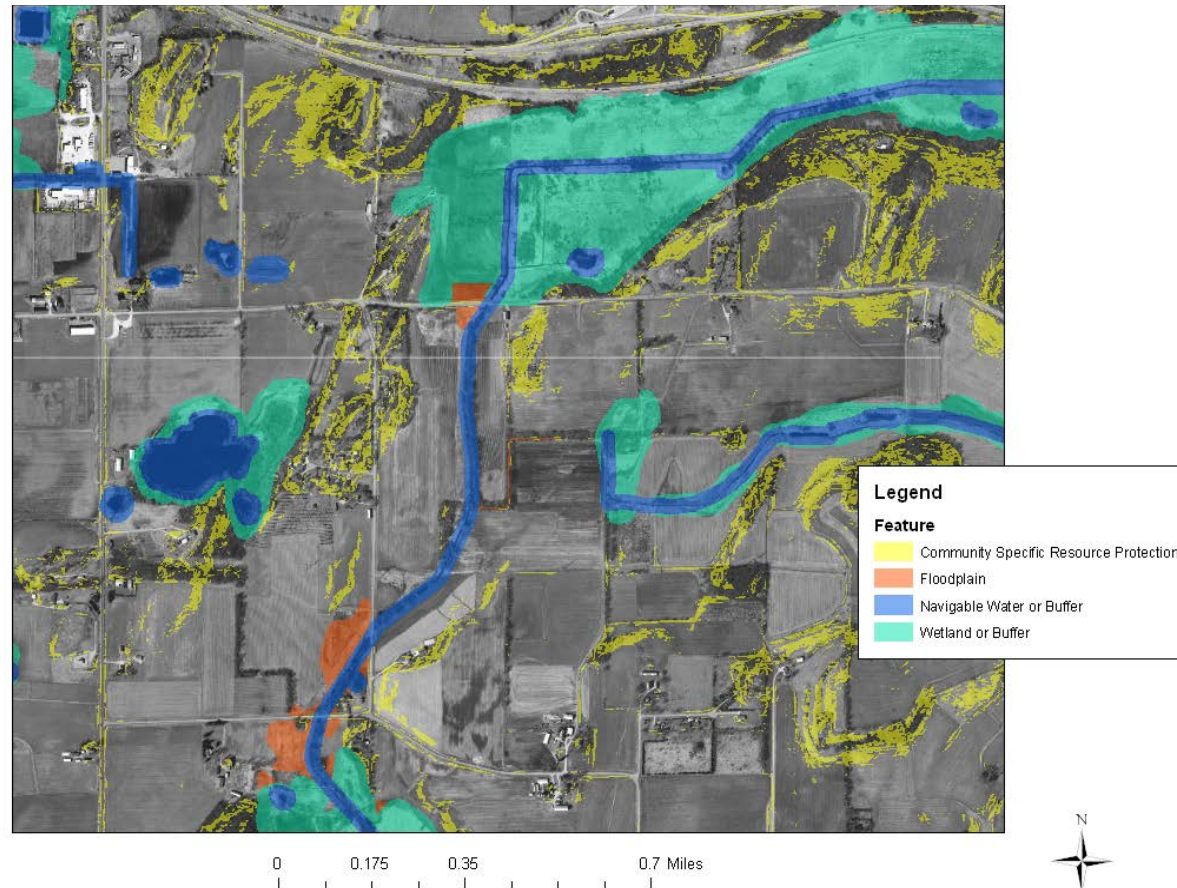 Legend
Feature
Community Specific Resource Protection
Floodplain
Navigable Water or Buffer
Wetland or Buffer
N
0 0.175 0.35 0.7 Miles